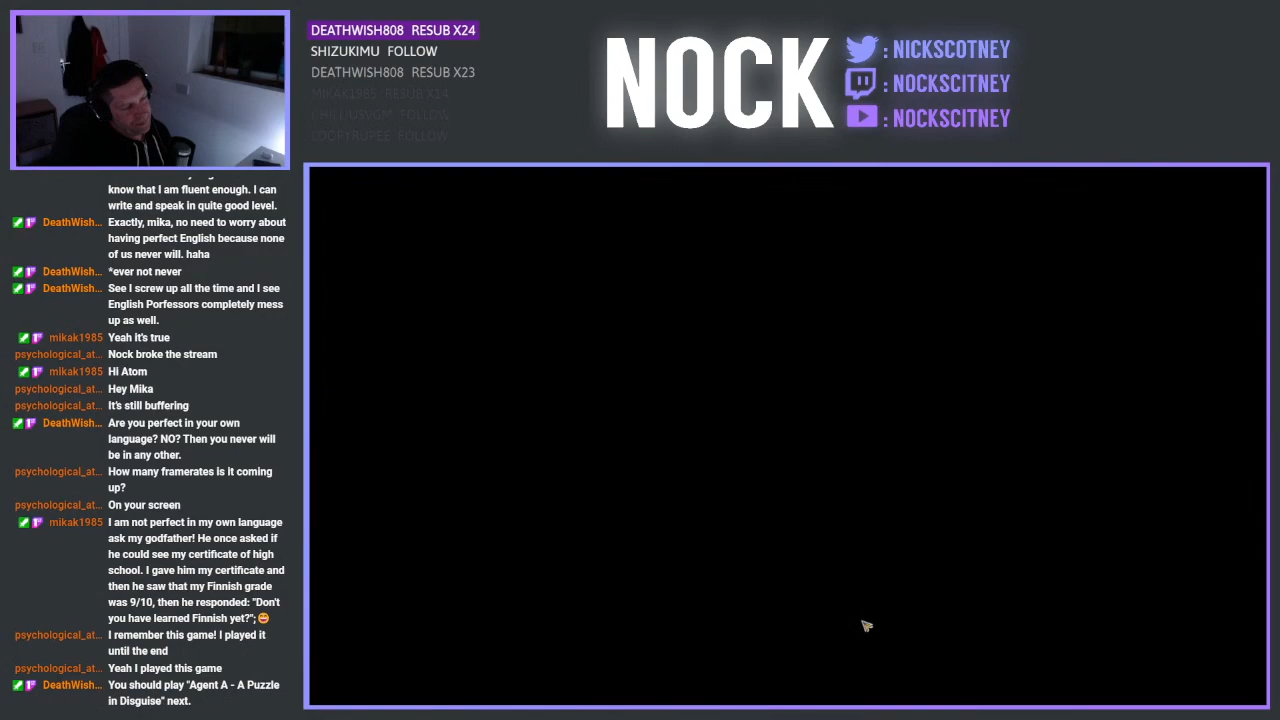 DEATHWISH808 RESUB X24
SHIZUKIMU FOLLOW
DEATHWISH808 RESUB X23
MIKAK1985 RESUB X14
LOOPYRUPEE FOLLOW
NOCK
: NICKSCOTNEY
: NOCKSCITNEY
: NOCKSCITNEY
know that I am fluent enough. I can
write and speak in quite good level.
DeathWish... Exactly, mika, no need to worry about
having perfect English because none
of us never will. haha
DeathWish... *ever not never
DeathWish... See I screw up all the time and I see
English Porfessors completely mess
up as well.
mikak1985 Yeah it's true
psychological_at... Nock broke the stream
mikak1985 Hi Atom
psychological_at... Hey Mika
psychological_at... It's still buffering
DeathWish... Are you perfect in your own
language? NO? Then you never will
be in any other.
psychological_at... How many framerates is it coming
up?
psychological_at... On your screen
mikak1985 I am not perfect in my own language
ask my godfather! He once asked if
he could see my certificate of high
school. I gave him my certificate and
then he saw that my Finnish grade
was 9/10, then he responded: "Don't
you have learned Finnish yet?";😄
psychological_at... I remember this game! I played it
until the end
psychological_at... Yeah I played this game
DeathWish... You should play "Agent A - A Puzzle
in Disguise" next.